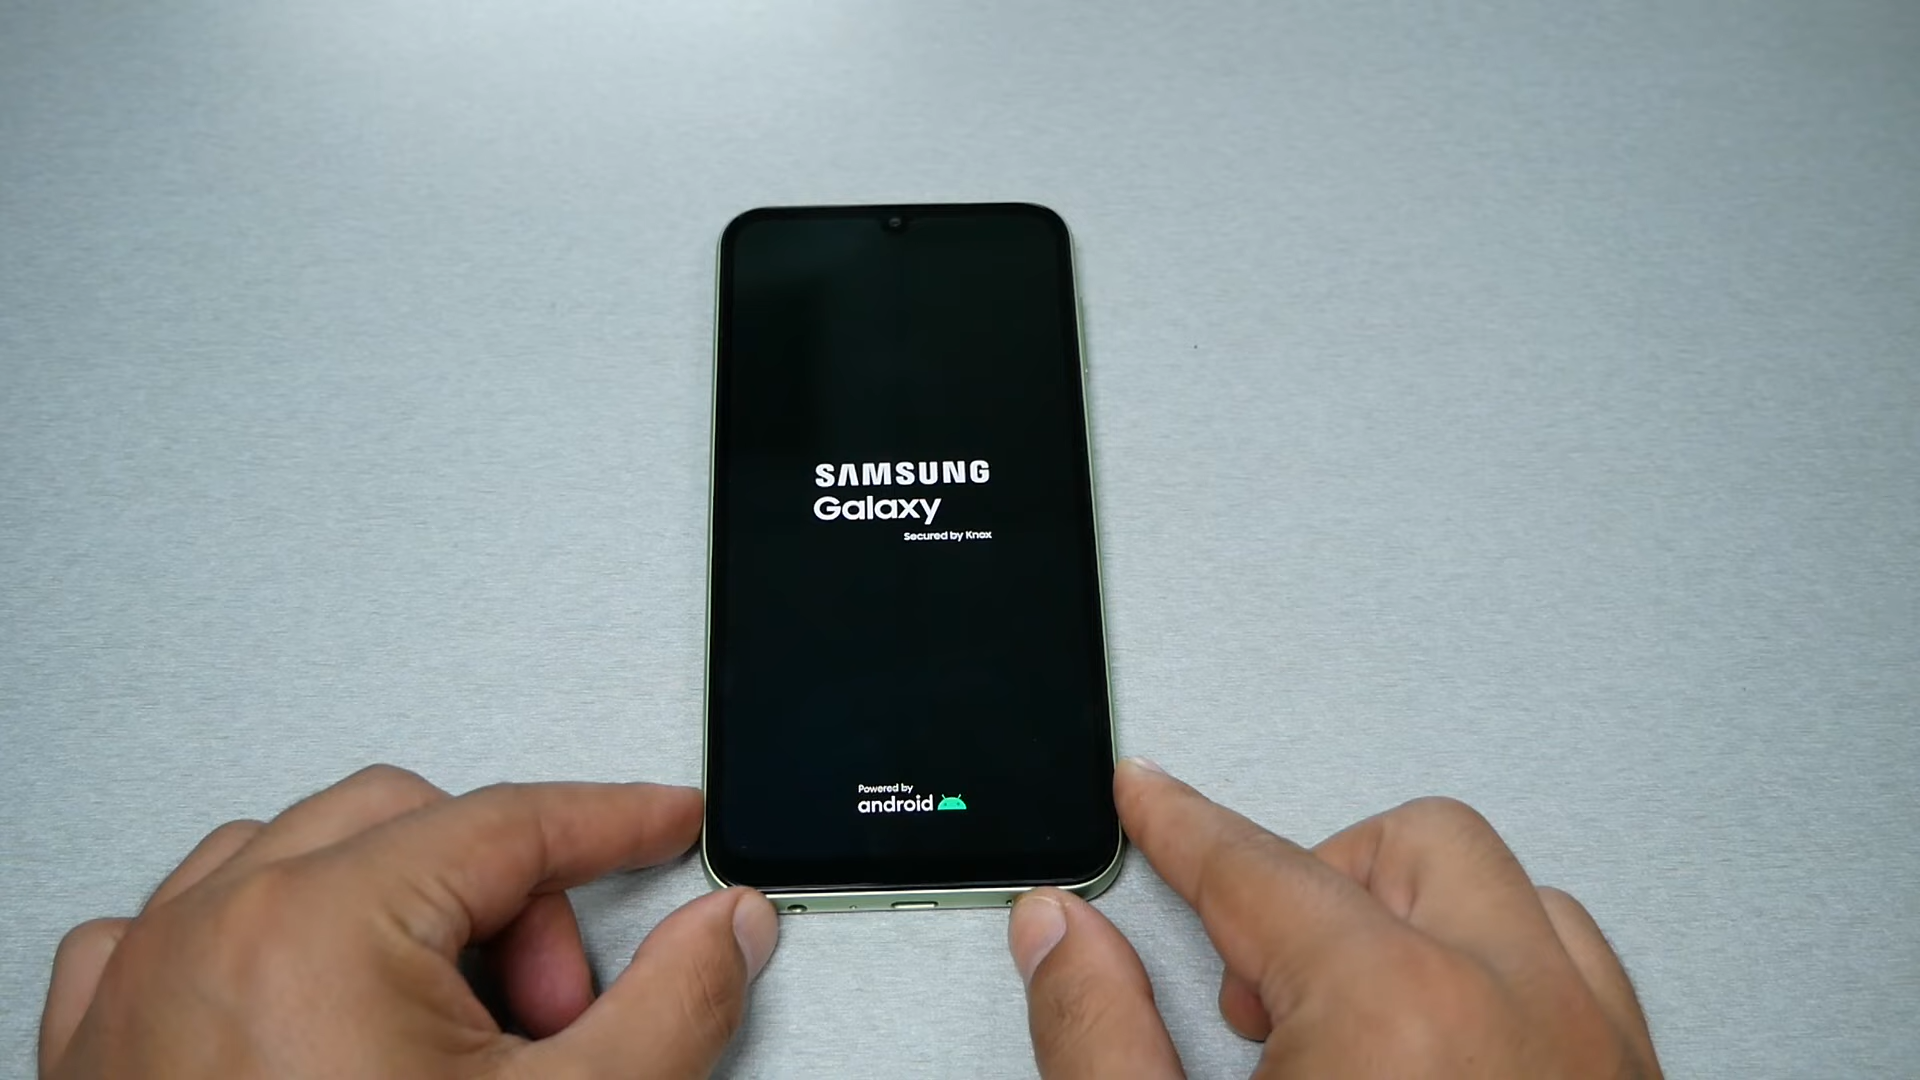 SAMSUNG
Galaxy
Secured by Knox
Powered by
android